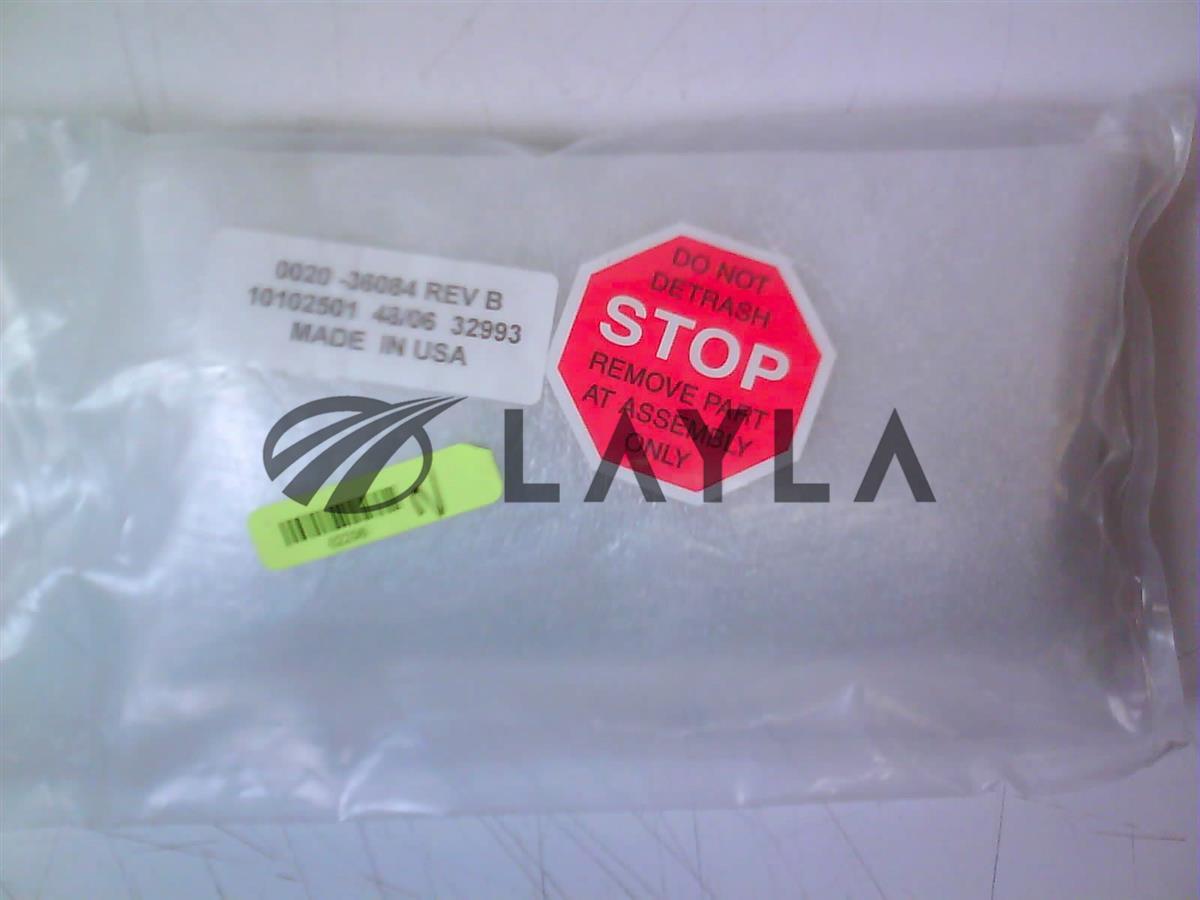 0020 -36084 REV B
10102501 48/06 32993
MADE IN USA
DO NOT
DETRASH
STOP
REMOVE PART
AT ASSEMBLY
ONLY
LAYLA